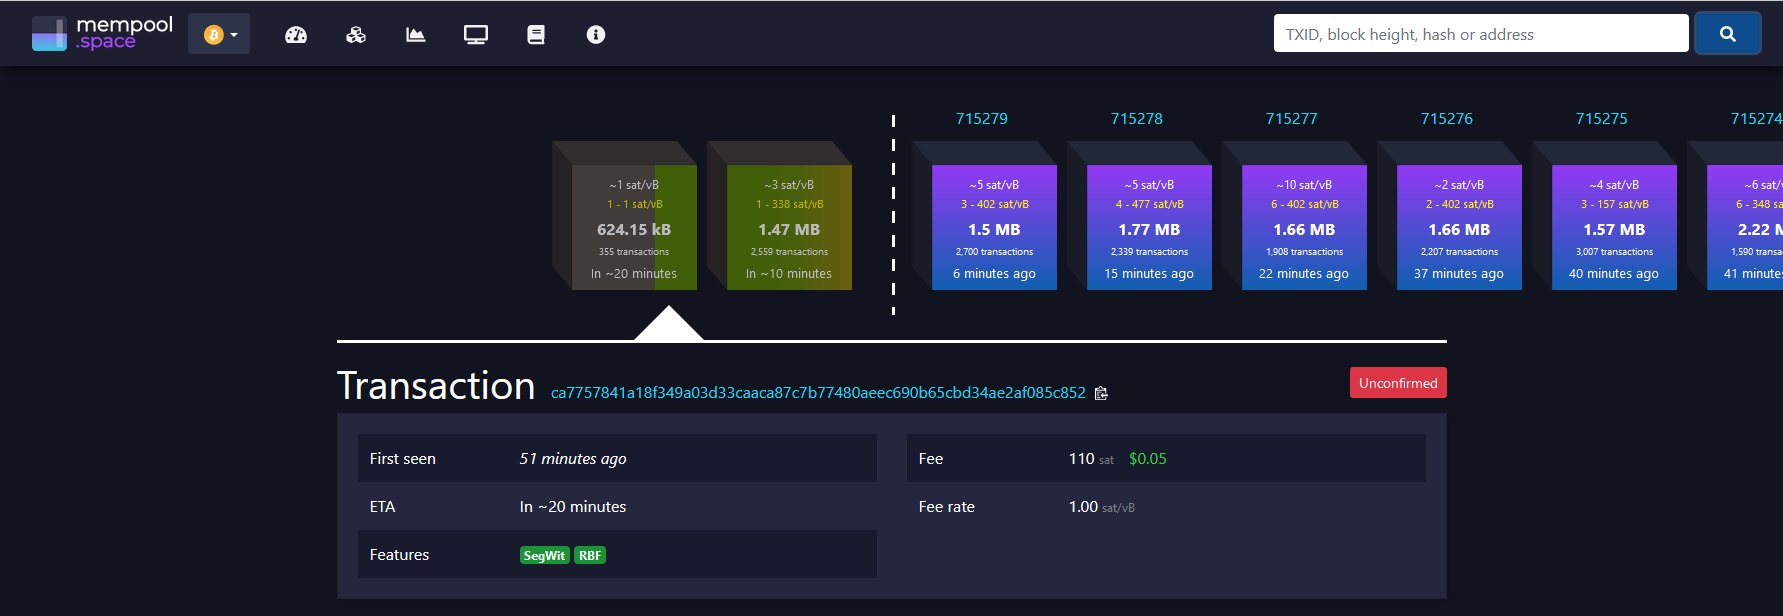 mempool
.space
TXID, block height, hash or address
~1 sat/vB
1 - 1 sat/vB
624.15 kB
355 transactions
In ~20 minutes
~3 sat/vB
1 - 338 sat/vB
1.47 MB
2,559 transactions
In ~10 minutes
715279
~5 sat/vB
3 - 402 sat/vB
1.5 MB
2,700 transactions
6 minutes ago
715278
~5 sat/vB
4 - 477 sat/vB
1.77 MB
2,339 transactions
15 minutes ago
715277
~10 sat/vB
6 - 402 sat/vB
1.66 MB
1,908 transactions
22 minutes ago
715276
~2 sat/vB
2 - 402 sat/vB
1.66 MB
2,207 transactions
37 minutes ago
715275
~4 sat/vB
3 - 157 sat/vB
1.57 MB
3,007 transactions
40 minutes ago
715274
~6 sat/
6 - 348 sa
2.22 M
1,590 transac
41 minutes
Transaction ca7757841a18f349a03d33caaca87c7b77480aeec690b65cbd34ae2af085c852 Unconfirmed
First seen 51 minutes ago
ETA In ~20 minutes
Features SegWit RBF
Fee 110 sat $0.05
Fee rate 1.00 sat/vB